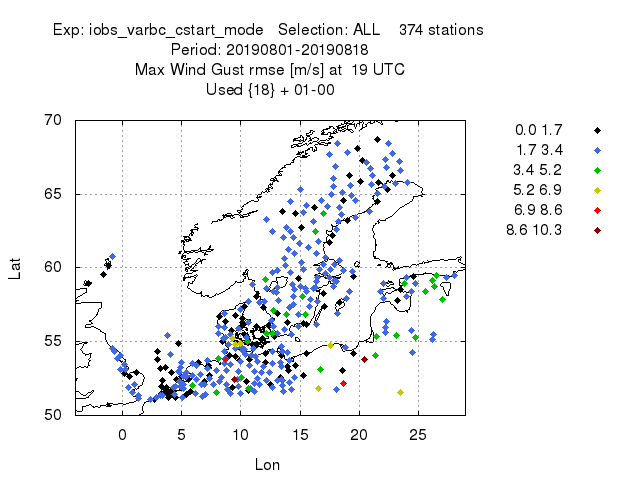 Exp: iobs_varbc_cstart_mode Selection: ALL 374 stations
Period: 20190801-20190818
Max Wind Gust rmse [m/s] at 19 UTC
Used {18} + 01-00
70
65
60
55
50
Lat
0 5 10 15 20 25
Lon
0.0 1.7
1.7 3.4
3.4 5.2
5.2 6.9
6.9 8.6
8.6 10.3